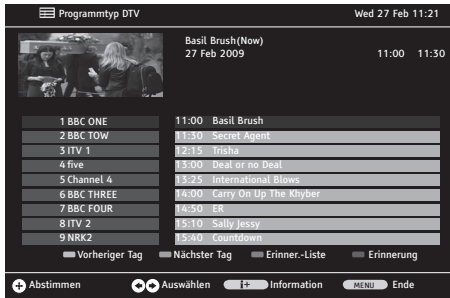 Programmtyp DTV Wed 27 Feb 11:21
Basil Brush(Now)
27 Feb 2009 11:00 11:30
1 BBC ONE 11:00 Basil Brush
2 BBC TOW 11:30 Secret Agent
3 ITV 1 12:15 Trisha
4 five 13:00 Deal or no Deal
5 Channel 4 13:25 International Blows
6 BBC THREE 14:00 Carry On Up The Khyber
7 BBC FOUR 14:50 ER
8 ITV 2 15:10 Sally Jessy
9 NRK2 15:40 Countdown
Vorheriger Tag Nächster Tag Erinner.-Liste Erinnerung
Abstimmen Auswählen i+ Information MENU Ende